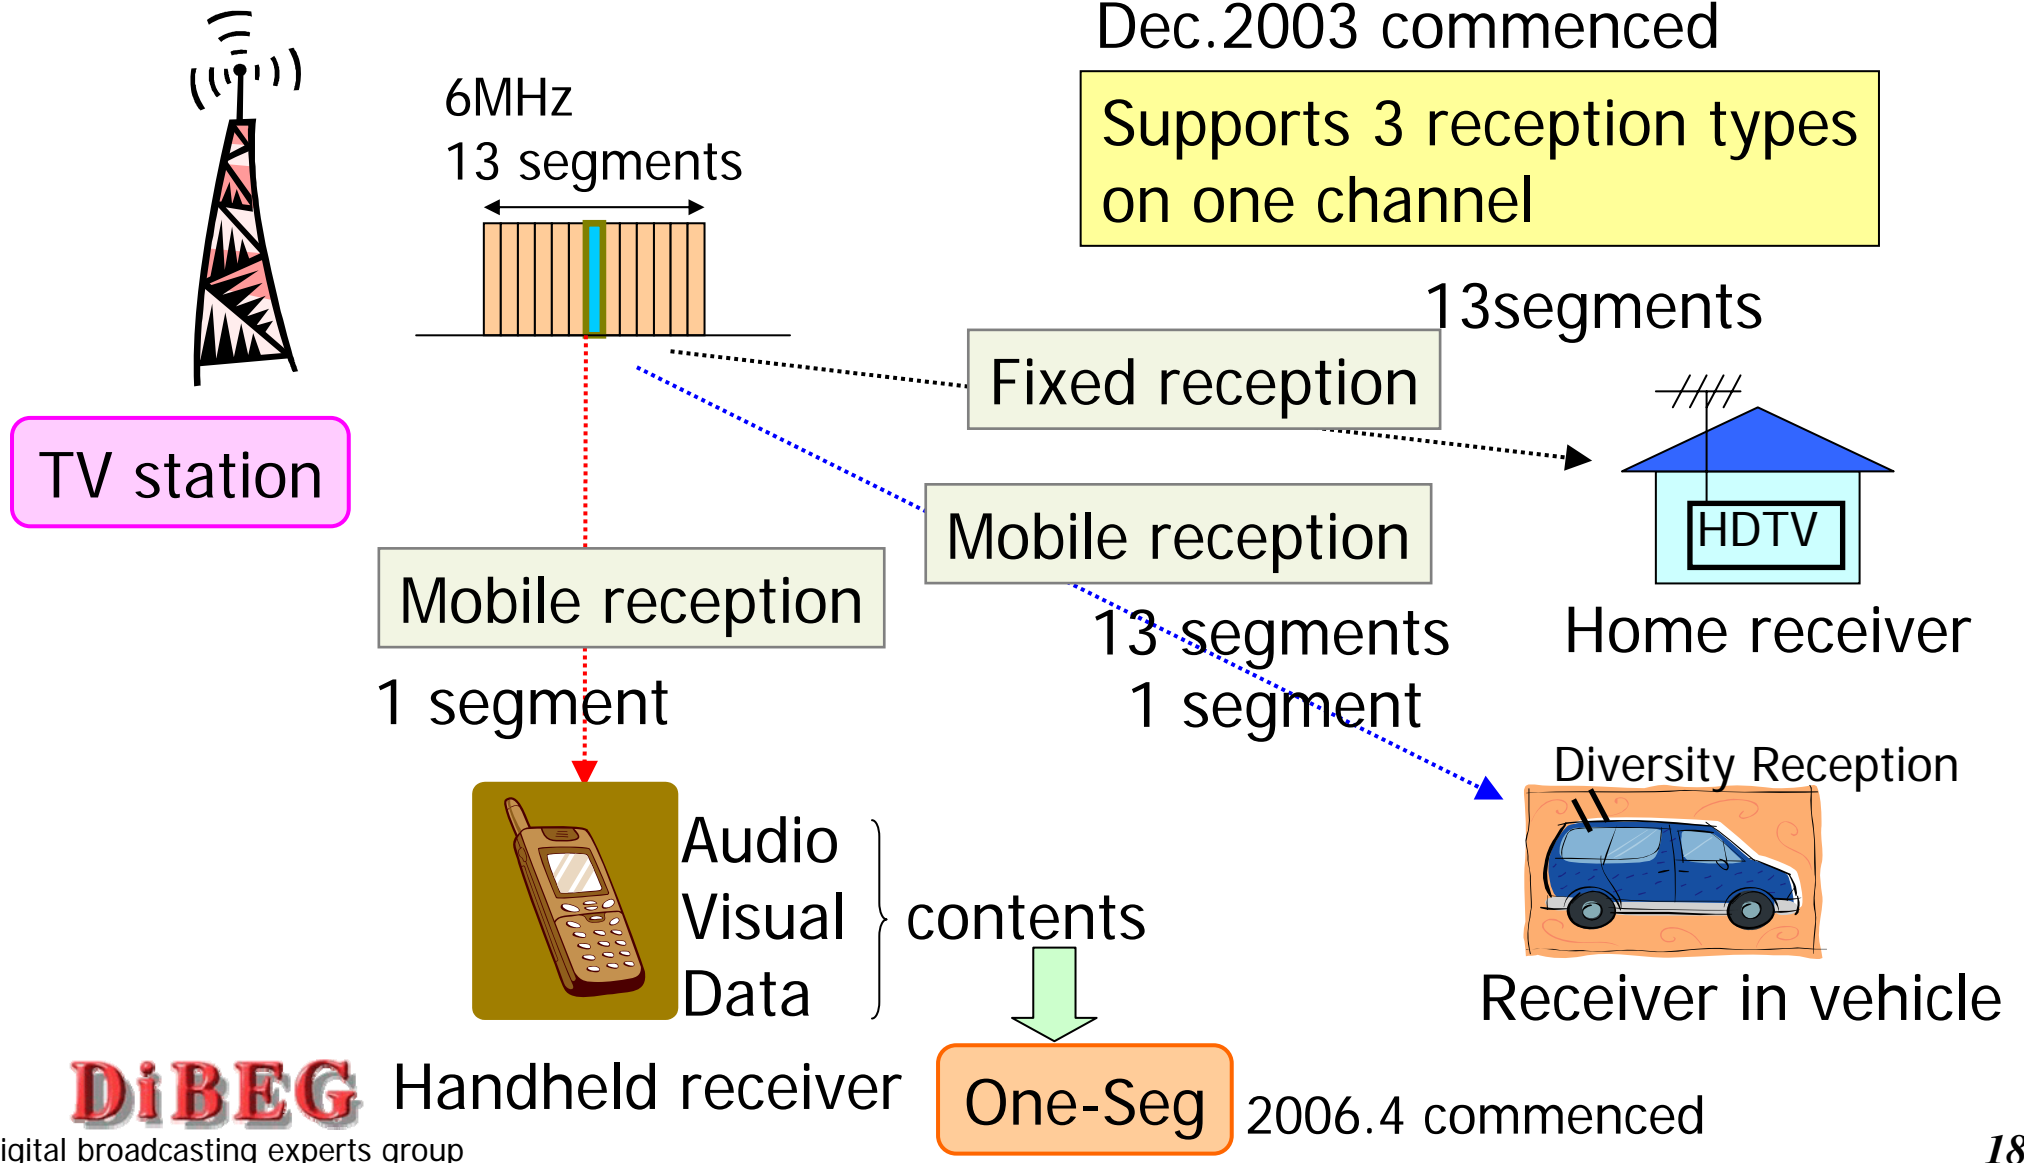 Dec.2003 commenced
6MHz
13 segments
Supports 3 reception types
on one channel
13segments
Fixed reception
TV station
HDTV
Mobile reception
Mobile reception
13 segments
Home receiver
1 segment
1 segment
Diversity Reception
Audio
Visual
Data
contents
Receiver in vehicle
DiBEG
Handheld receiver
One-Seg
2006.4 commenced
igital broadcasting experts group
18